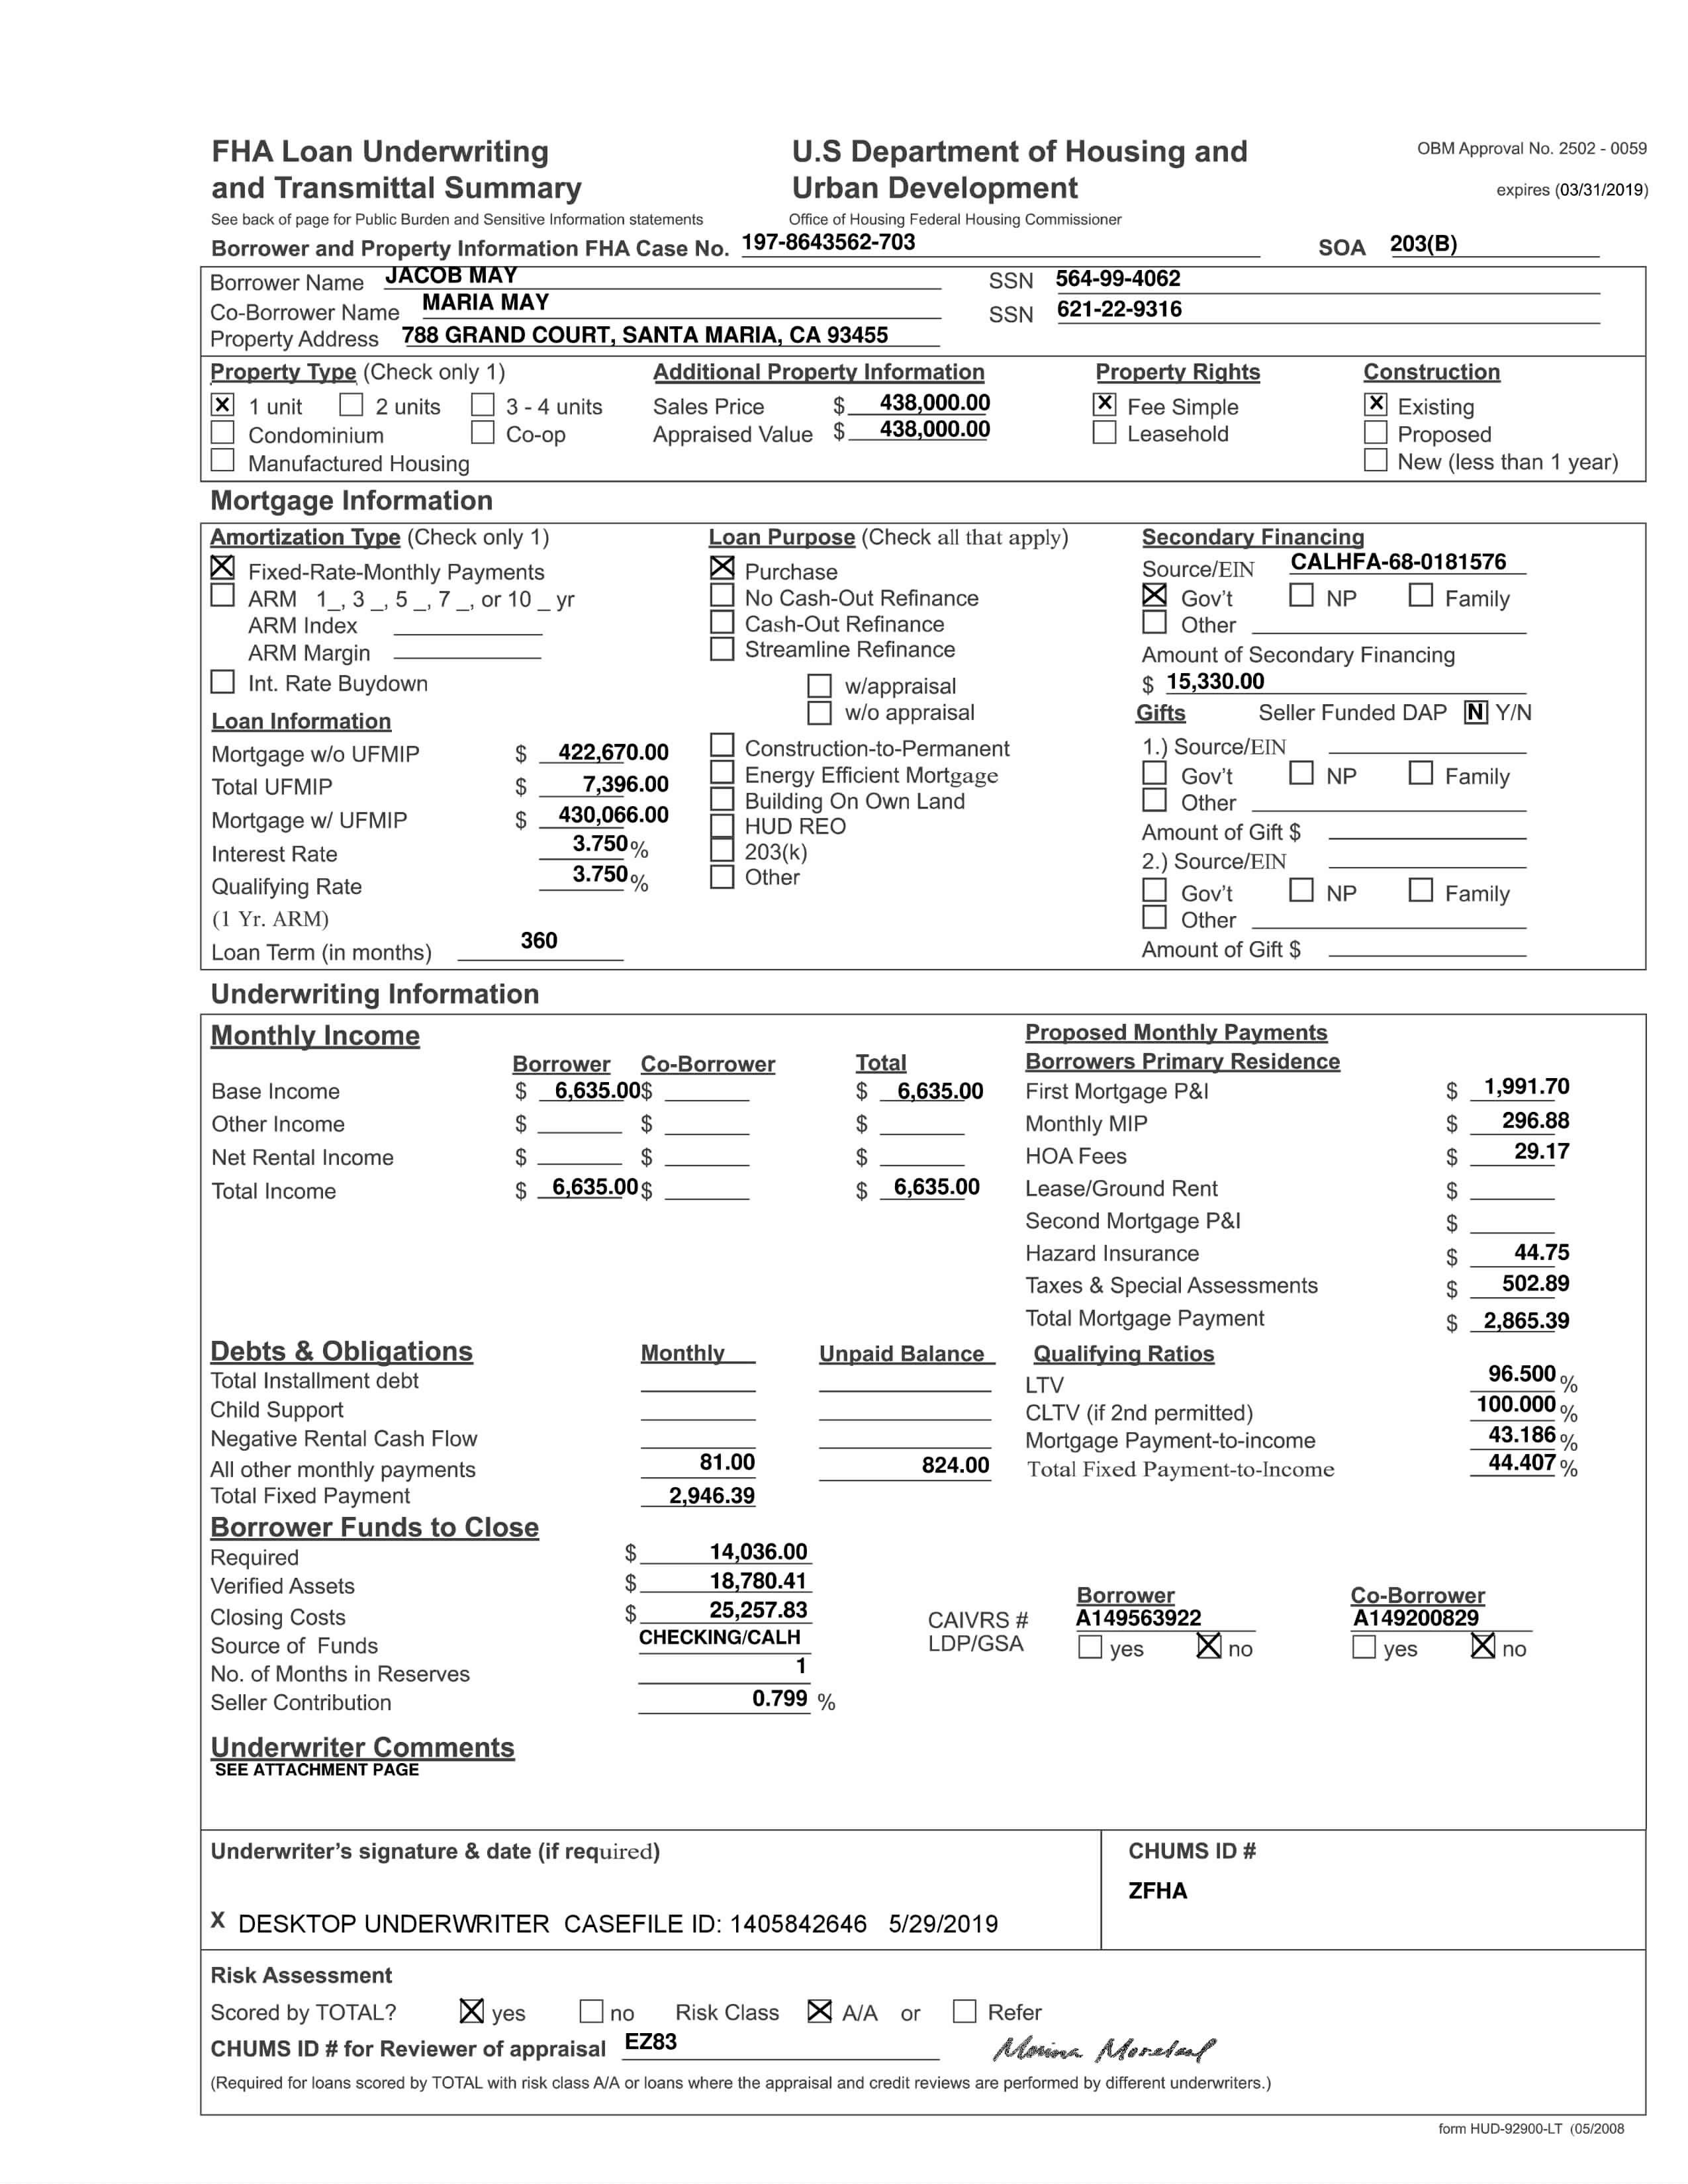 FHA Loan Underwriting
and Transmittal Summary
U.S Department of Housing and
Urban Development
OBM Approval No. 2502 - 0059
expires (03/31/2019)
See back of page for Public Burden and Sensitive Information statements
Office of Housing Federal Housing Commissioner
Borrower and Property Information FHA Case No. 197-8643562-703 SOA 203(B)
Borrower Name JACOB MAY SSN 564-99-4062
Co-Borrower Name MARIA MAY SSN 621-22-9316
Property Address 788 GRAND COURT, SANTA MARIA, CA 93455
Property Type (Check only 1)
X 1 unit 2 units 3 - 4 units
Condominium Co-op
Manufactured Housing
Additional Property Information
Sales Price $ 438,000.00
Appraised Value $ 438,000.00
Property Rights
X Fee Simple
Leasehold
Construction
X Existing
Proposed
New (less than 1 year)
Mortgage Information
Amortization Type (Check only 1)
X Fixed-Rate-Monthly Payments
ARM 1_, 3 _, 5 _, 7 _, or 10 _ yr
ARM Index
ARM Margin
Int. Rate Buydown
Loan Information
Mortgage w/o UFMIP $ 422,670.00
Total UFMIP $ 7,396.00
Mortgage w/ UFMIP $ 430,066.00
Interest Rate 3.750 %
Qualifying Rate 3.750 %
(1 Yr. ARM)
Loan Term (in months) 360
Loan Purpose (Check all that apply)
X Purchase
No Cash-Out Refinance
Cash-Out Refinance
Streamline Refinance
w/appraisal
w/o appraisal
Construction-to-Permanent
Energy Efficient Mortgage
Building On Own Land
HUD REO
203(k)
Other
Secondary Financing
Source/EIN CALHFA-68-0181576
X Gov't NP Family
Other
Amount of Secondary Financing
$ 15,330.00
Gifts Seller Funded DAP N Y/N
1.) Source/EIN
Gov't NP Family
Other
Amount of Gift $
2.) Source/EIN
Gov't NP Family
Other
Amount of Gift $
Underwriting Information
Monthly Income
Borrower Co-Borrower Total
Base Income $ 6,635.00 $ $ 6,635.00
Other Income $ $ $
Net Rental Income $ $ $
Total Income $ 6,635.00 $ $ 6,635.00
Proposed Monthly Payments
Borrowers Primary Residence
First Mortgage P&I $ 1,991.70
Monthly MIP $ 296.88
HOA Fees $ 29.17
Lease/Ground Rent $
Second Mortgage P&I $
Hazard Insurance $ 44.75
Taxes & Special Assessments $ 502.89
Total Mortgage Payment $ 2,865.39
Debts & Obligations Monthly Unpaid Balance
Total Installment debt
Child Support
Negative Rental Cash Flow
All other monthly payments 81.00 824.00
Total Fixed Payment 2,946.39
Qualifying Ratios
LTV 96.500 %
CLTV (if 2nd permitted) 100.000 %
Mortgage Payment-to-income 43.186 %
Total Fixed Payment-to-Income 44.407 %
Borrower Funds to Close
Required $ 14,036.00
Verified Assets $ 18,780.41
Closing Costs $ 25,257.83
Source of Funds CHECKING/CALH
No. of Months in Reserves 1
Seller Contribution 0.799 %
Borrower Co-Borrower
CAIVRS # A149563922 A149200829
LDP/GSA yes X no yes X no
Underwriter Comments
SEE ATTACHMENT PAGE
Underwriter's signature & date (if required)
X DESKTOP UNDERWRITER CASEFILE ID: 1405842646 5/29/2019
CHUMS ID #
ZFHA
Risk Assessment
Scored by TOTAL? X yes no Risk Class X A/A or Refer
CHUMS ID # for Reviewer of appraisal EZ83
(Required for loans scored by TOTAL with risk class A/A or loans where the appraisal and credit reviews are performed by different underwriters.)
form HUD-92900-LT (05/2008